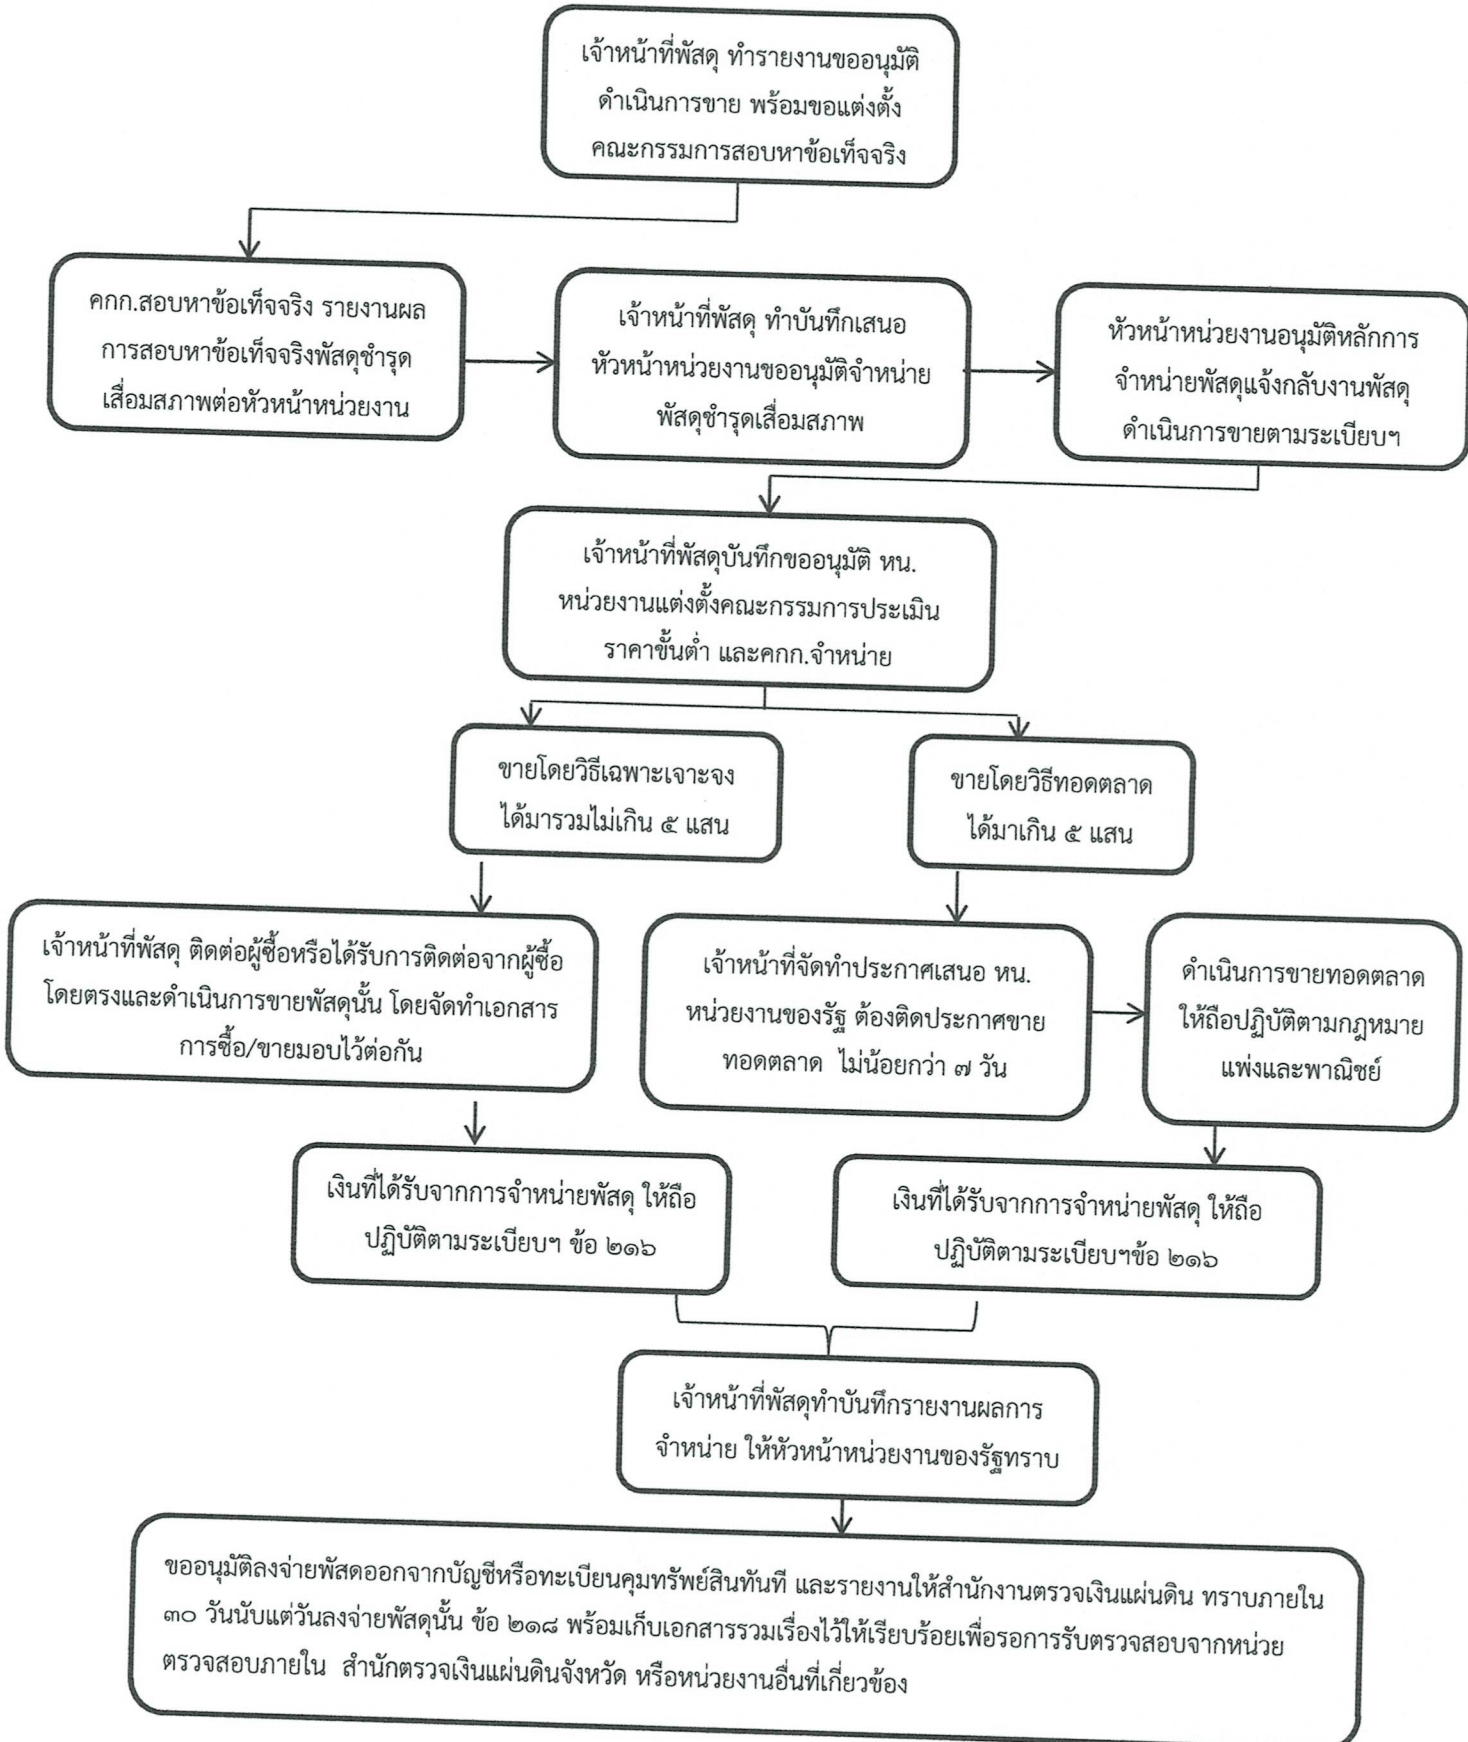 เจ้าหน้าที่พัสดุ ทำรายงานขออนุมัติ
ดำเนินการขาย พร้อมขอแต่งตั้ง
คณะกรรมการสอบหาข้อเท็จจริง
คกก.สอบหาข้อเท็จจริง รายงานผล
การสอบหาข้อเท็จจริงพัสดุชำรุด
เสื่อมสภาพต่อหัวหน้าหน่วยงาน
เจ้าหน้าที่พัสดุ ทำบันทึกเสนอ
หัวหน้าหน่วยงานขออนุมัติจำหน่าย
พัสดุชำรุดเสื่อมสภาพ
หัวหน้าหน่วยงานอนุมัติหลักการ
จำหน่ายพัสดุแจ้งกลับงานพัสดุ
ดำเนินการขายตามระเบียบฯ
เจ้าหน้าที่พัสดุบันทึกขออนุมัติ หน.
หน่วยงานแต่งตั้งคณะกรรมการประเมิน
ราคาขั้นต่ำ และคกก.จำหน่าย
ขายโดยวิธีเฉพาะเจาะจง
ได้มารวมไม่เกิน ๕ แสน
ขายโดยวิธีทอดตลาด
ได้มาเกิน ๕ แสน
เจ้าหน้าที่พัสดุ ติดต่อผู้ซื้อหรือได้รับการติดต่อจากผู้ซื้อ
โดยตรงและดำเนินการขายพัสดุนั้น โดยจัดทำเอกสาร
การซื้อ/ขายมอบไว้ต่อกัน
เจ้าหน้าที่จัดทำประกาศเสนอ หน.
หน่วยงานของรัฐ ต้องติดประกาศขาย
ทอดตลาด ไม่น้อยกว่า ๗ วัน
ดำเนินการขายทอดตลาด
ให้ถือปฏิบัติตามกฎหมาย
แพ่งและพาณิชย์
เงินที่ได้รับจากการจำหน่ายพัสดุ ให้ถือ
ปฏิบัติตามระเบียบฯ ข้อ ๒๑๖
เงินที่ได้รับจากการจำหน่ายพัสดุ ให้ถือ
ปฏิบัติตามระเบียบฯข้อ ๒๑๖
เจ้าหน้าที่พัสดุทำบันทึกรายงานผลการ
จำหน่าย ให้หัวหน้าหน่วยงานของรัฐทราบ
ขออนุมัติลงจ่ายพัสดออกจากบัญชีหรือทะเบียนคุมทรัพย์สินทันที และรายงานให้สำนักงานตรวจเงินแผ่นดิน ทราบภายใน
๓๐ วันนับแต่วันลงจ่ายพัสดุนั้น ข้อ ๒๑๘ พร้อมเก็บเอกสารรวมเรื่องไว้ให้เรียบร้อยเพื่อรอการรับตรวจสอบจากหน่วย
ตรวจสอบภายใน สำนักตรวจเงินแผ่นดินจังหวัด หรือหน่วยงานอื่นที่เกี่ยวข้อง